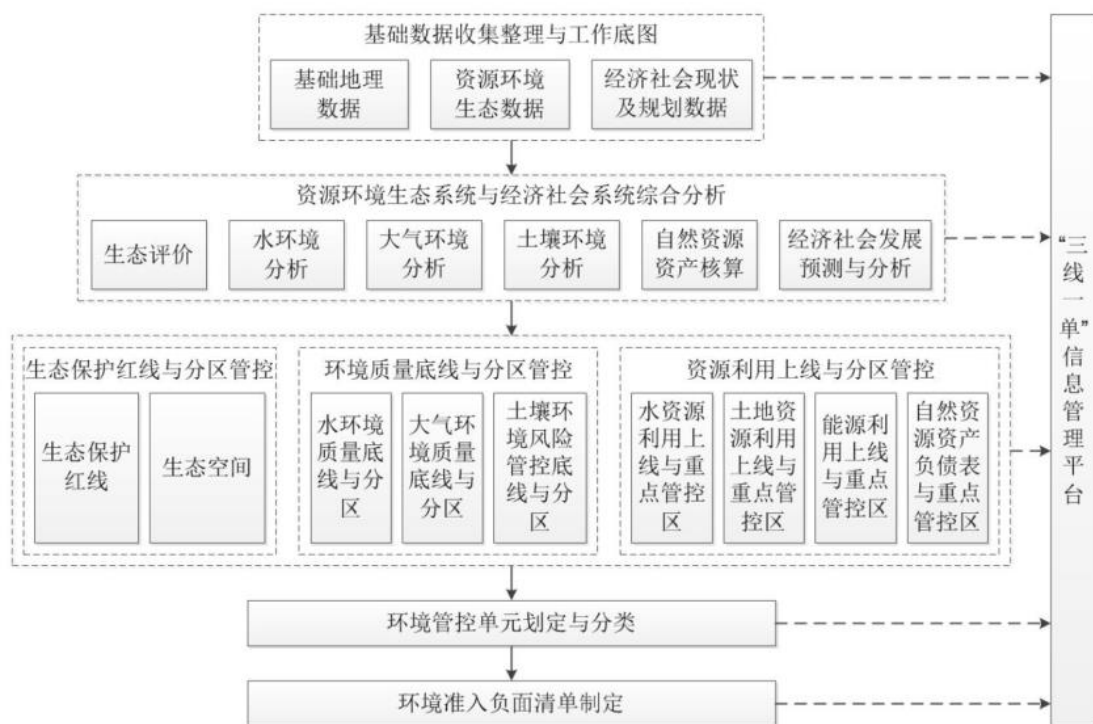 基础数据收集整理与工作底图
基础地理
数据
资源环境
生态数据
经济社会现状
及规划数据
资源环境生态系统与经济社会系统综合分析
生态评价
水环境
分析
大气环境
分析
土壤环境
分析
自然资源
资产核算
经济社会发展
预测与分析
生态保护红线与分区管控
生态保护
红线
生态空间
环境质量底线与分区管控
水环境
质量底
线与分
区
大气环
境质量
底线与
分区
土壤环
境风险
管控底
线与分
区
资源利用上线与分区管控
水资源
利用上
线与重
点管控
区
土地资
源利用
上线与
重点管
控区
能源利
用上线
与重点
管控区
自然资
源资产
负债表
与重点
管控区
环境管控单元划定与分类
环境准入负面清单制定
“三线一单”信息管理平台